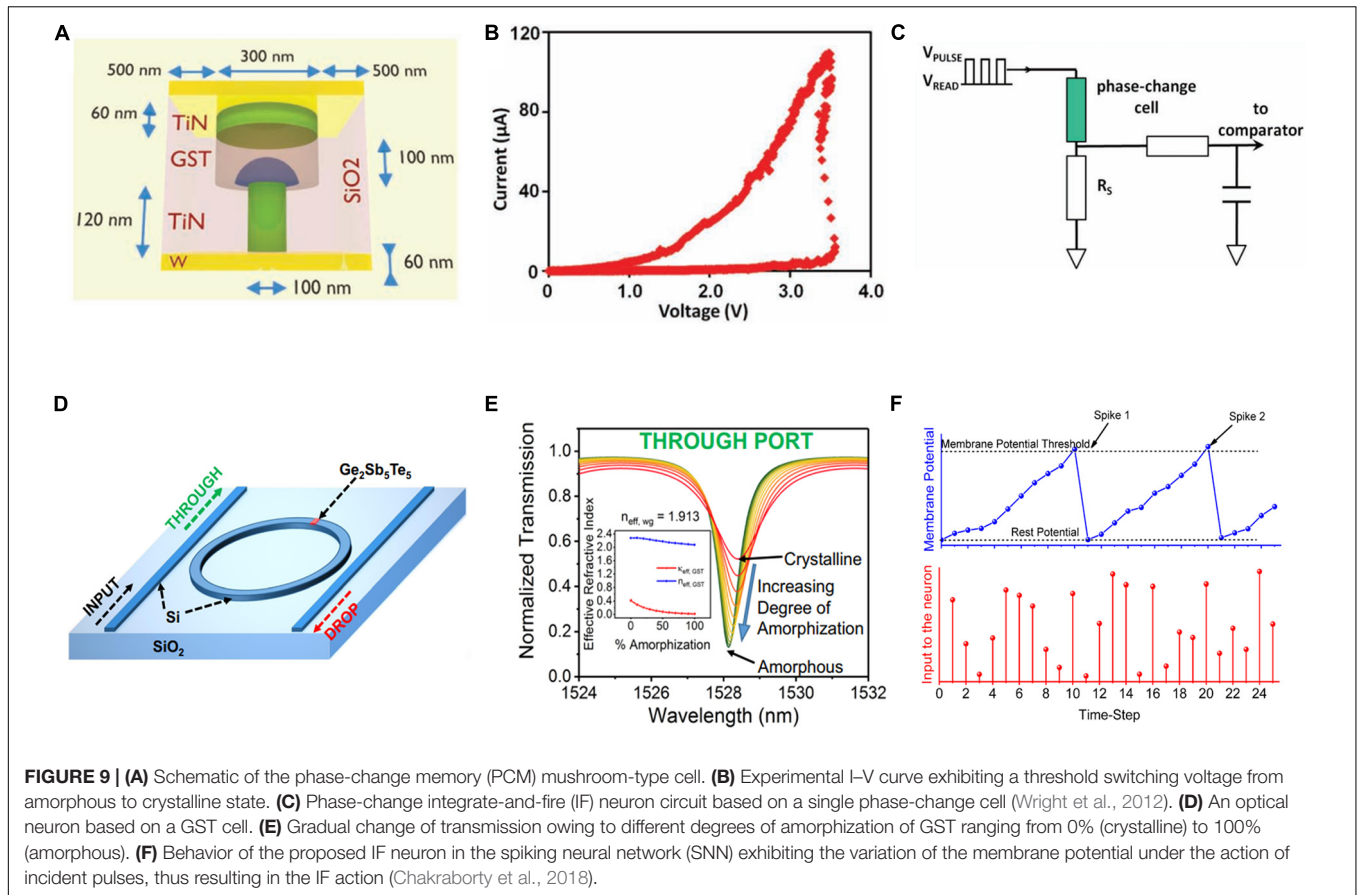 A
500 nm
300 nm
500 nm
60 nm
TiN
GST
SiO2
100 nm
120 nm
TiN
W
60 nm
100 nm
B
120
80
40
0
Current (µA)
0
1.0
2.0
3.0
4.0
Voltage (V)
C
V_PULSE
V_READ
phase-change
cell
to
comparator
R_S
D
Ge₂Sb₅Te₅
THROUGH
INPUT
Si
DROP
SiO₂
E
THROUGH PORT
1.0
0.8
0.6
0.4
0.2
0.0
Normalized Transmission
n_eff, wg = 1.913
2.4
2.0
1.6
1.2
0.8
0.4
0.0
Effective Refractive Index
κ_eff, GST
n_eff, GST
0
50
100
% Amorphization
Crystalline
Increasing
Degree of
Amorphization
Amorphous
1524
1526
1528
1530
1532
Wavelength (nm)
F
Spike 1
Spike 2
Membrane Potential Threshold
Membrane Potential
Rest Potential
Input to the neuron
0
2
4
6
8
10
12
14
16
18
20
22
24
Time-Step
FIGURE 9 | (A) Schematic of the phase-change memory (PCM) mushroom-type cell. (B) Experimental I–V curve exhibiting a threshold switching voltage from
amorphous to crystalline state. (C) Phase-change integrate-and-fire (IF) neuron circuit based on a single phase-change cell (Wright et al., 2012). (D) An optical
neuron based on a GST cell. (E) Gradual change of transmission owing to different degrees of amorphization of GST ranging from 0% (crystalline) to 100%
(amorphous). (F) Behavior of the proposed IF neuron in the spiking neural network (SNN) exhibiting the variation of the membrane potential under the action of
incident pulses, thus resulting in the IF action (Chakraborty et al., 2018).